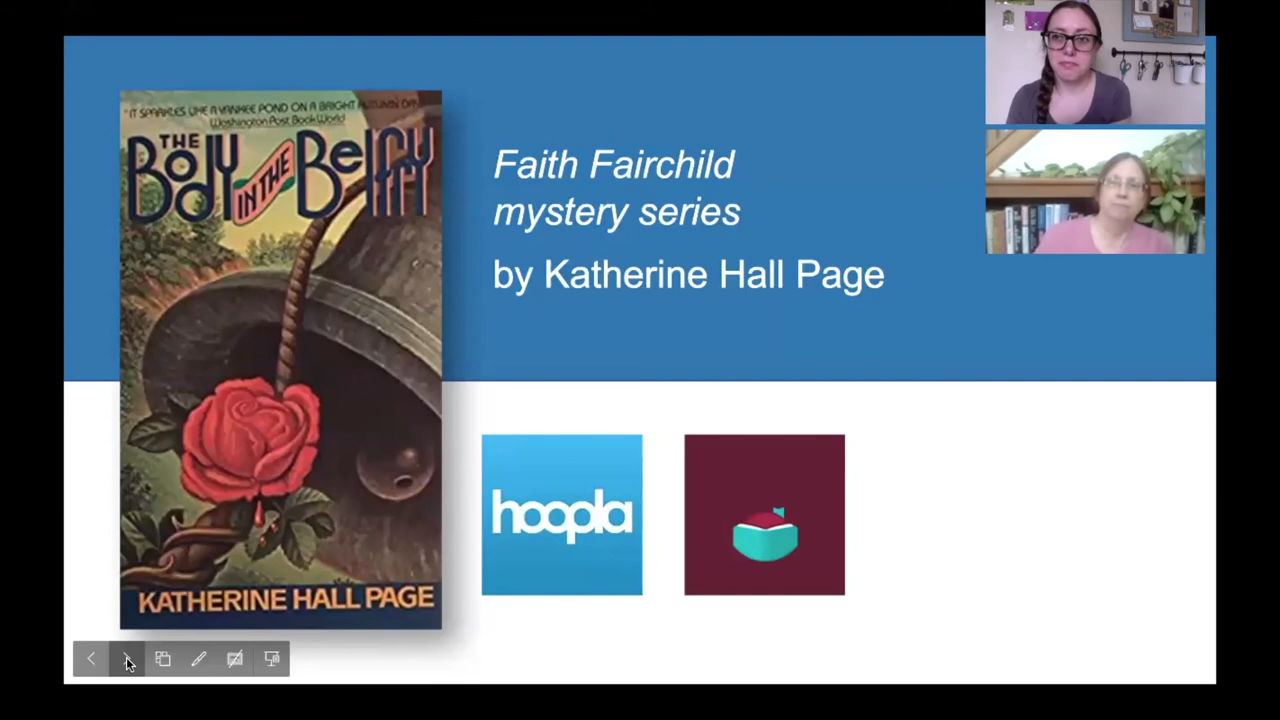 "IT SPARKLES LIKE A YANKEE POND ON A BRIGHT AUTUMN DAY."
Washington Post Book World
THE
BODY
IN THE
BELFRY
KATHERINE HALL PAGE
Faith Fairchild
mystery series
by Katherine Hall Page
hoopla